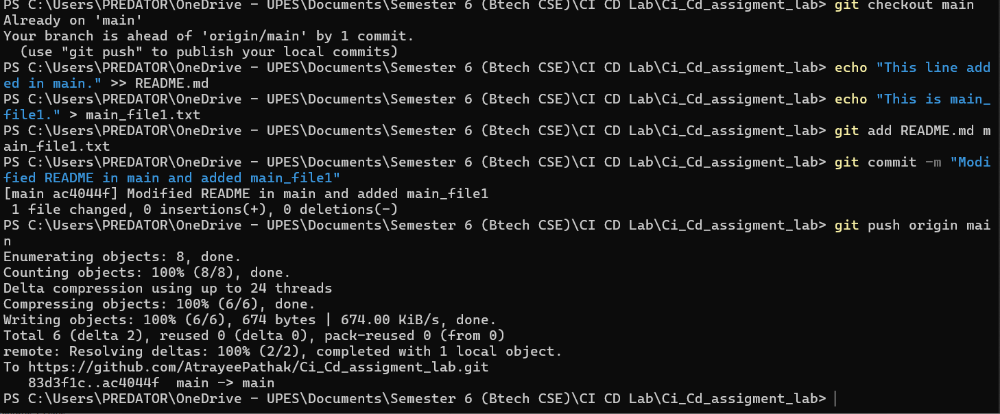 PS C:\Users\PREDATOR\OneDrive - UPES\Documents\Semester 6 (Btech CSE)\CI CD Lab\Ci_Cd_assigment_lab> git checkout main
Already on 'main'
Your branch is ahead of 'origin/main' by 1 commit.
  (use "git push" to publish your local commits)
PS C:\Users\PREDATOR\OneDrive - UPES\Documents\Semester 6 (Btech CSE)\CI CD Lab\Ci_Cd_assigment_lab> echo "This line add
ed in main." >> README.md
PS C:\Users\PREDATOR\OneDrive - UPES\Documents\Semester 6 (Btech CSE)\CI CD Lab\Ci_Cd_assigment_lab> echo "This is main_
file1." > main_file1.txt
PS C:\Users\PREDATOR\OneDrive - UPES\Documents\Semester 6 (Btech CSE)\CI CD Lab\Ci_Cd_assigment_lab> git add README.md m
ain_file1.txt
PS C:\Users\PREDATOR\OneDrive - UPES\Documents\Semester 6 (Btech CSE)\CI CD Lab\Ci_Cd_assigment_lab> git commit -m "Modi
fied README in main and added main_file1"
[main ac4044f] Modified README in main and added main_file1
 1 file changed, 0 insertions(+), 0 deletions(-)
PS C:\Users\PREDATOR\OneDrive - UPES\Documents\Semester 6 (Btech CSE)\CI CD Lab\Ci_Cd_assigment_lab> git push origin mai
n
Enumerating objects: 8, done.
Counting objects: 100% (8/8), done.
Delta compression using up to 24 threads
Compressing objects: 100% (6/6), done.
Writing objects: 100% (6/6), 674 bytes | 674.00 KiB/s, done.
Total 6 (delta 2), reused 0 (delta 0), pack-reused 0 (from 0)
remote: Resolving deltas: 100% (2/2), completed with 1 local object.
To https://github.com/AtrayeePathak/Ci_Cd_assigment_lab.git
   83d3f1c..ac4044f  main -> main
PS C:\Users\PREDATOR\OneDrive - UPES\Documents\Semester 6 (Btech CSE)\CI CD Lab\Ci_Cd_assigment_lab>